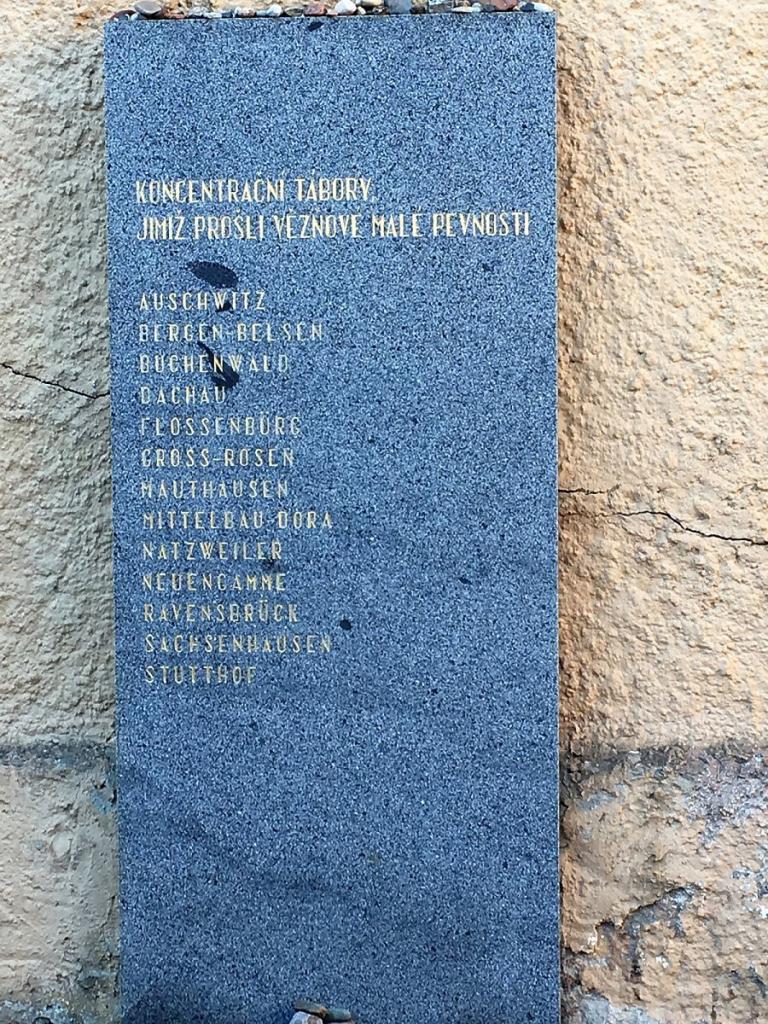 KONCENTRAČNÍ TÁBORY,
JIMIŽ PROŠLI VĚZNOVÉ MALÉ PEVNOSTI
AUSCHWITZ
BERGEN-BELSEN
BUCHENWALD
DACHAU
FLOSSENBÜRG
GROSS-ROSEN
MAUTHAUSEN
MITTELBAU-DORA
NATZWEILER
NEUENGAMME
RAVENSBRÜCK
SACHSENHAUSEN
STUTTHOF